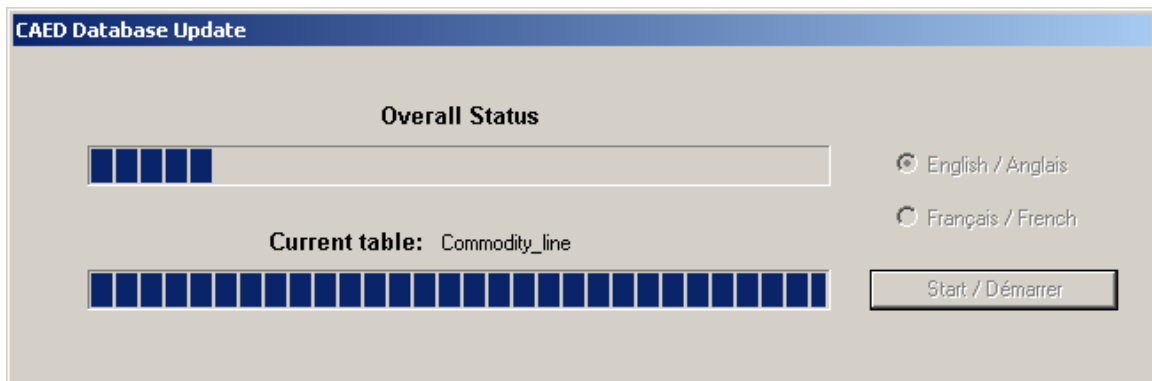 CAED Database Update
Overall Status
English / Anglais
Français / French
Current table: Commodity_line
Start / Démarrer